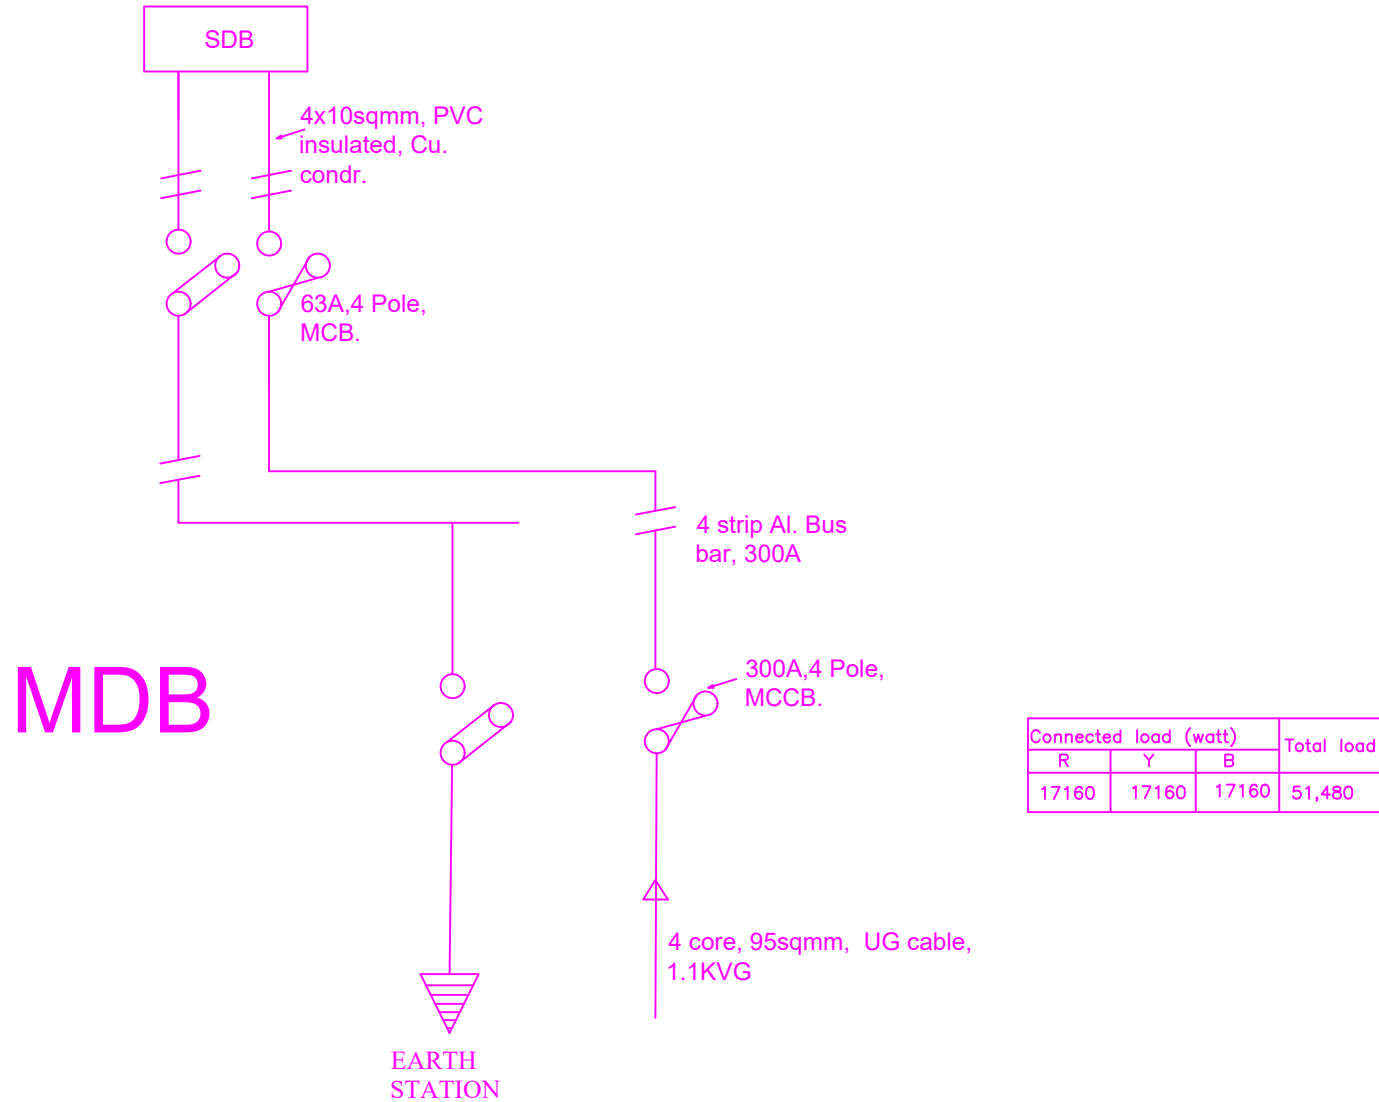 SDB
4x10sqmm, PVC
insulated, Cu.
condr.
63A,4 Pole,
MCB.
4 strip Al. Bus
bar, 300A
MDB
300A,4 Pole,
MCCB.
Connected load (watt) Total load
R Y B
17160 17160 17160 51,480
4 core, 95sqmm, UG cable,
1.1KVG
EARTH
STATION